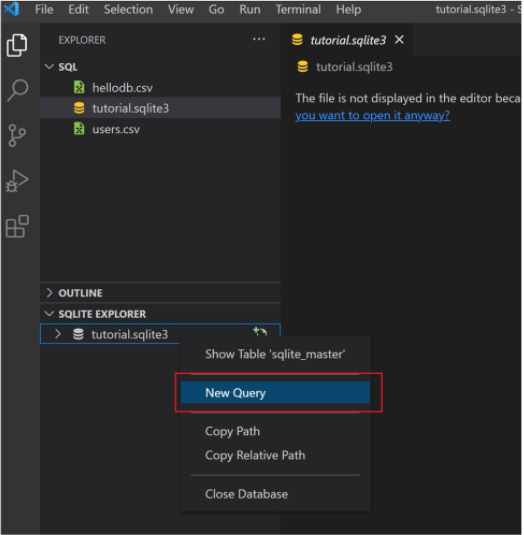 File Edit Selection View Go Run Terminal Help tutorial.sqlite3 - S
EXPLORER ...
tutorial.sqlite3
SQL
tutorial.sqlite3
hellodb.csv
tutorial.sqlite3
users.csv
The file is not displayed in the editor beca
you want to open it anyway?
OUTLINE
SQLITE EXPLORER
tutorial.sqlite3
Show Table 'sqlite_master'
New Query
Copy Path
Copy Relative Path
Close Database